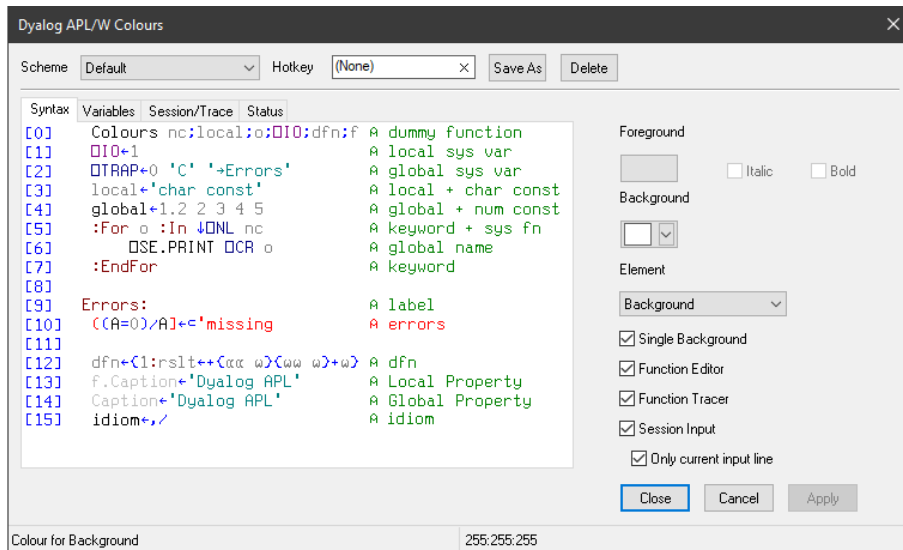 Dyalog APL/W Colours
Scheme Default Hotkey (None) Save As Delete
Syntax Variables Session/Trace Status
[0] Colours nc;local;o;⎕IO;dfn;f ⍝ dummy function
[1] ⎕IO←1 ⍝ local sys var
[2] ⎕TRAP←0 'C' '→Errors' ⍝ global sys var
[3] local←'char const' ⍝ local + char const
[4] global←1.2 2 3 4 5 ⍝ global + num const
[5] :For o :In ↓⎕NL nc ⍝ keyword + sys fn
[6] ⎕SE.PRINT ⎕CR o ⍝ global name
[7] :EndFor ⍝ keyword
[8]
[9] Errors: ⍝ label
[10] ((A=0)/A]←⊂'missing ⍝ errors
[11]
[12] dfn←{1:rslt←+{⍺⍺ ⍵}{⍵⍵ ⍵}+⍵} ⍝ dfn
[13] f.Caption←'Dyalog APL' ⍝ Local Property
[14] Caption←'Dyalog APL' ⍝ Global Property
[15] idiom←,/ ⍝ idiom
Foreground
Italic Bold
Background
Element
Background
Single Background
Function Editor
Function Tracer
Session Input
Only current input line
Close Cancel Apply
Colour for Background 255:255:255